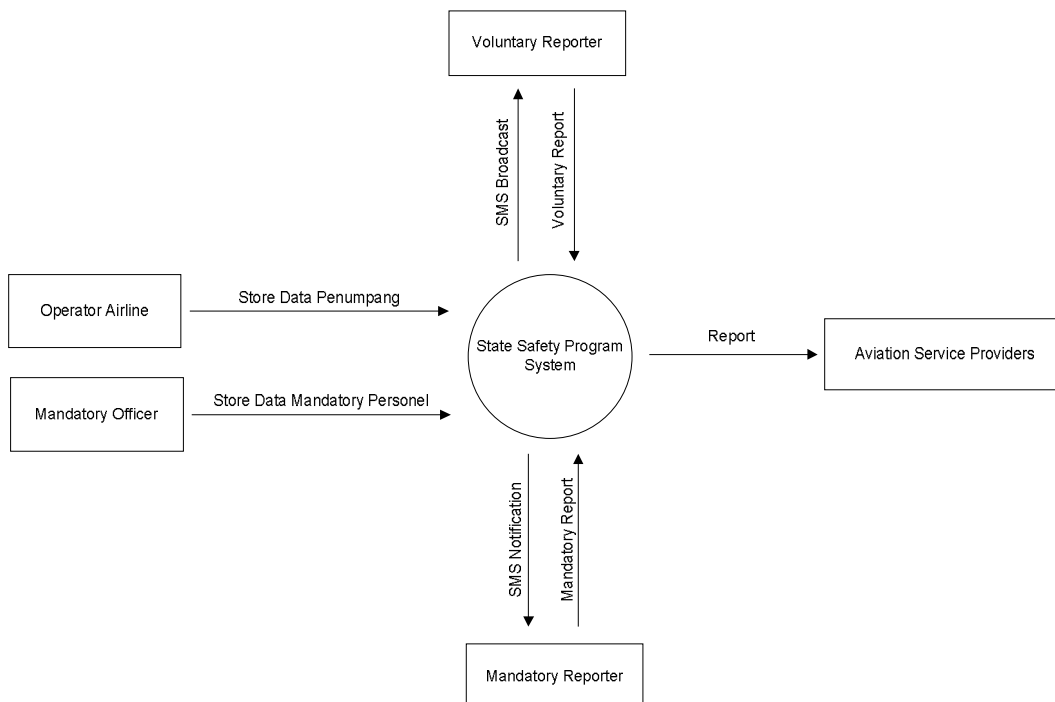 Voluntary Reporter
SMS Broadcast
Voluntary Report
Operator Airline
Store Data Penumpang
State Safety Program
System
Report
Aviation Service Providers
Mandatory Officer
Store Data Mandatory Personel
SMS Notification
Mandatory Report
Mandatory Reporter